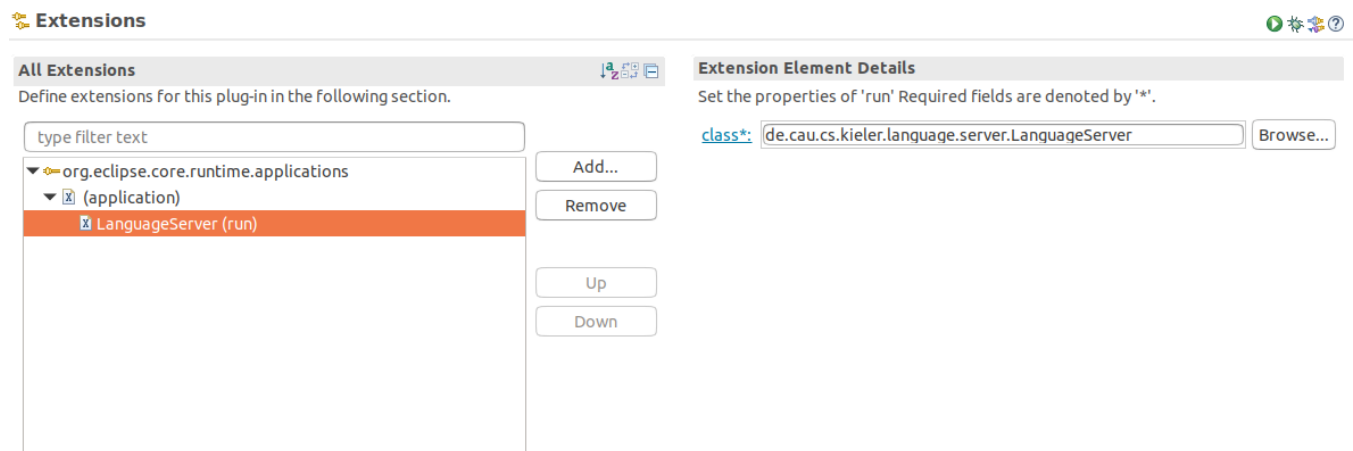 Extensions
All Extensions
Define extensions for this plug-in in the following section.
type filter text
org.eclipse.core.runtime.applications
(application)
LanguageServer (run)
Add...
Remove
Up
Down
Extension Element Details
Set the properties of 'run' Required fields are denoted by '*'.
class*: de.cau.cs.kieler.language.server.LanguageServer Browse...